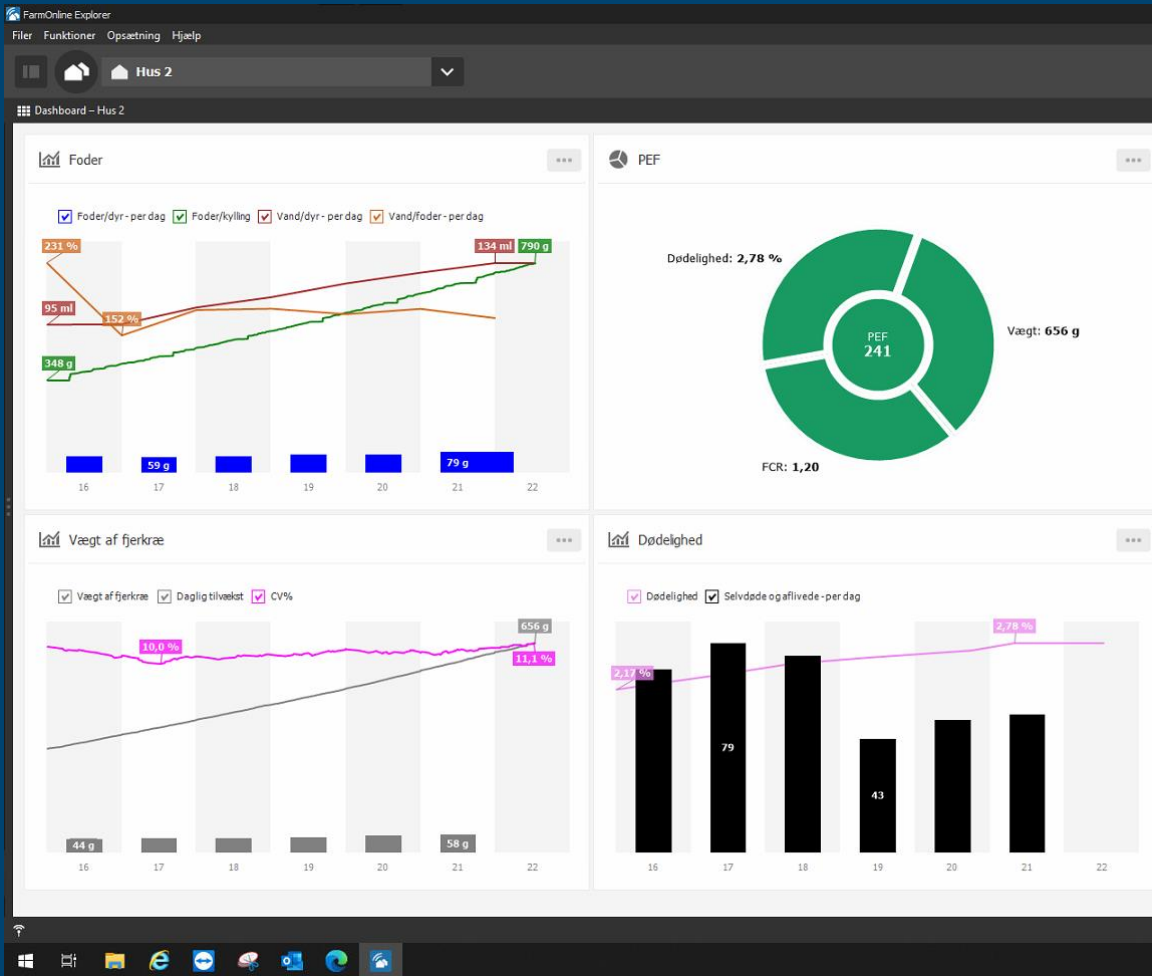 FarmOnline Explorer
Filer Funktioner Opsætning Hjælp
Hus 2
Dashboard – Hus 2
Foder
Foder/dyr - per dag Foder/kylling Vand/dyr - per dag Vand/foder - per dag
231 %
134 ml 790 g
95 ml
152 %
348 g
59 g
79 g
16 17 18 19 20 21 22
PEF
Dødelighed: 2,78 %
Vægt: 656 g
PEF
241
FCR: 1,20
Vægt af fjerkræ
Vægt af fjerkræ Daglig tilvækst CV%
656 g
10,0 %
11,1 %
44 g
58 g
16 17 18 19 20 21 22
Dødelighed
Dødelighed Selvdøde og aflivede - per dag
2,78 %
2,17 %
79
43
16 17 18 19 20 21 22